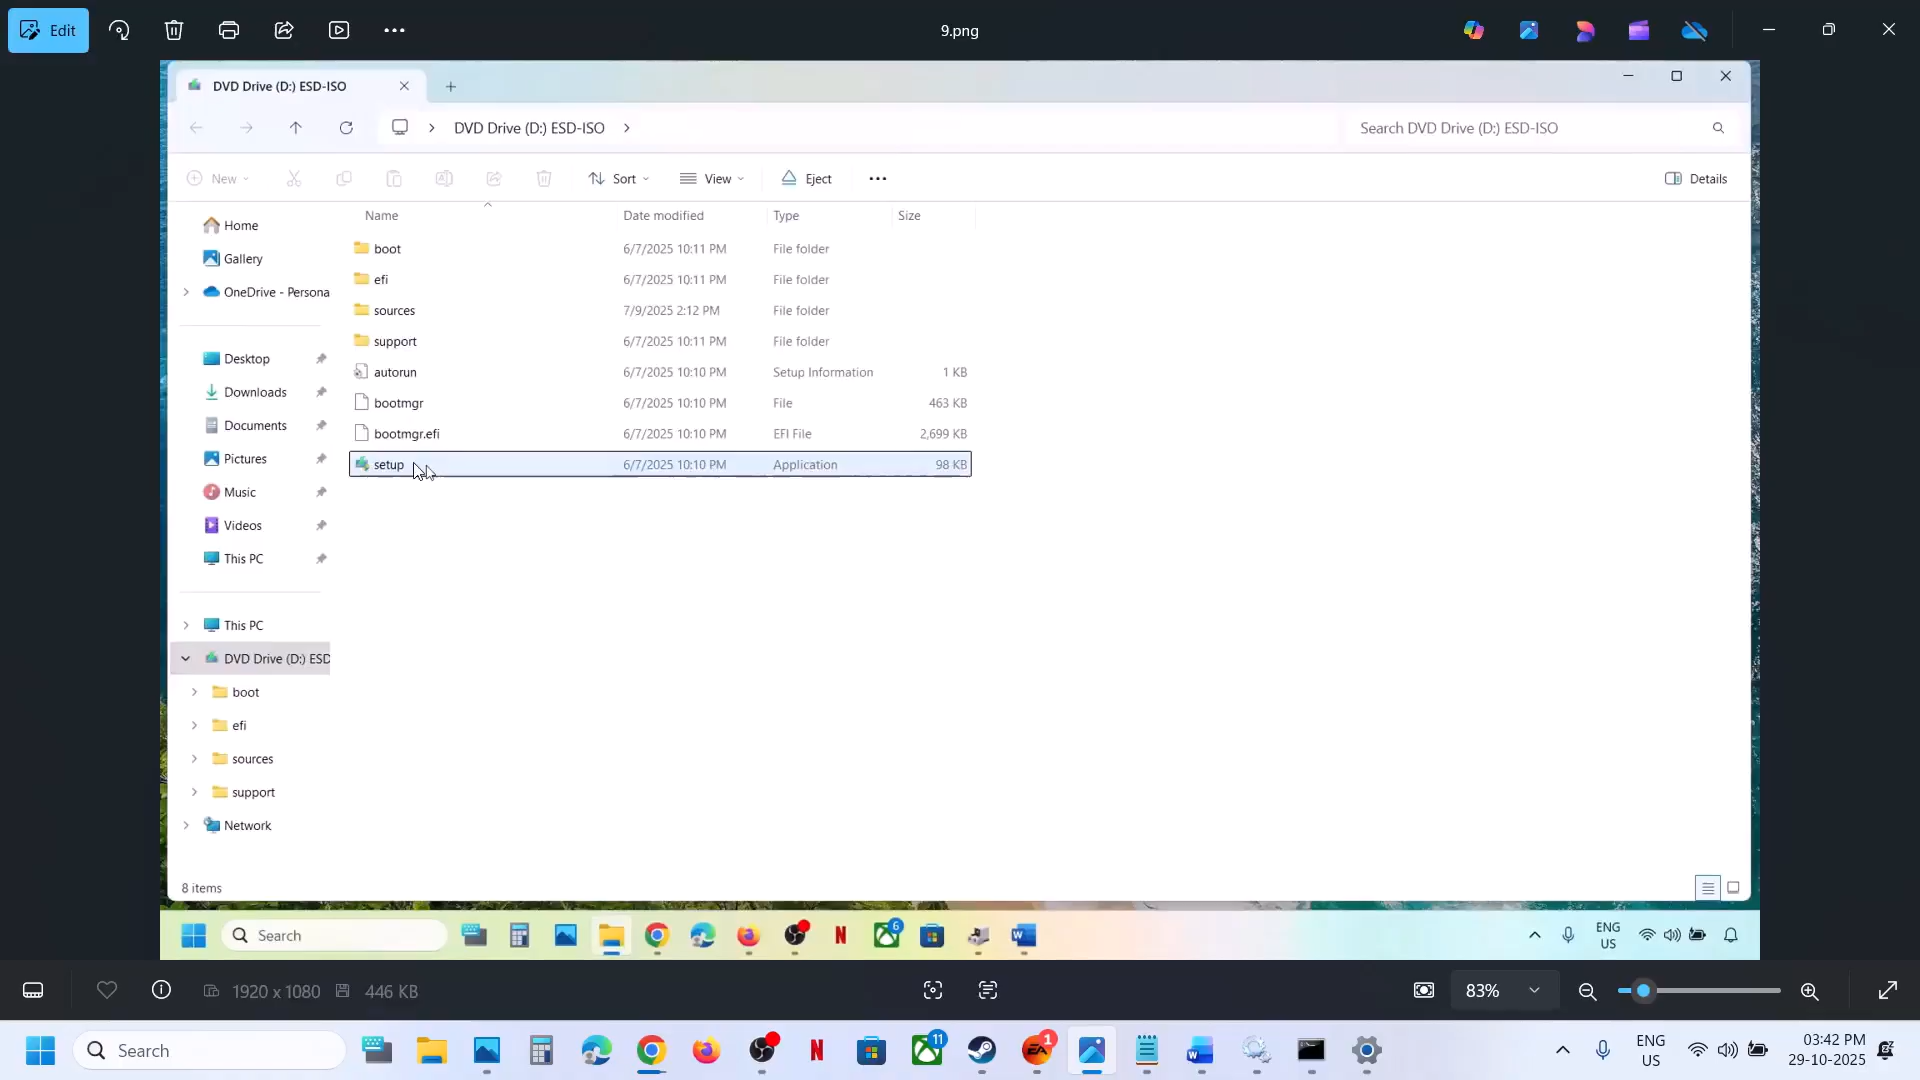 Edit
9.png
DVD Drive (D:) ESD-ISO
DVD Drive (D:) ESD-ISO
Search DVD Drive (D:) ESD-ISO
New
Sort
View
Eject
Details
Name Date modified Type Size
boot 6/7/2025 10:11 PM File folder
efi 6/7/2025 10:11 PM File folder
sources 7/9/2025 2:12 PM File folder
support 6/7/2025 10:11 PM File folder
autorun 6/7/2025 10:10 PM Setup Information 1 KB
bootmgr 6/7/2025 10:10 PM File 463 KB
bootmgr.efi 6/7/2025 10:10 PM EFI File 2,699 KB
setup 6/7/2025 10:10 PM Application 98 KB
Home
Gallery
OneDrive - Persona
Desktop
Downloads
Documents
Pictures
Music
Videos
This PC
This PC
DVD Drive (D:) ESD
boot
efi
sources
support
Network
8 items
Search
6
ENG
US
1920 x 1080
446 KB
83%
Search
11
1
ENG
US
03:42 PM
29-10-2025